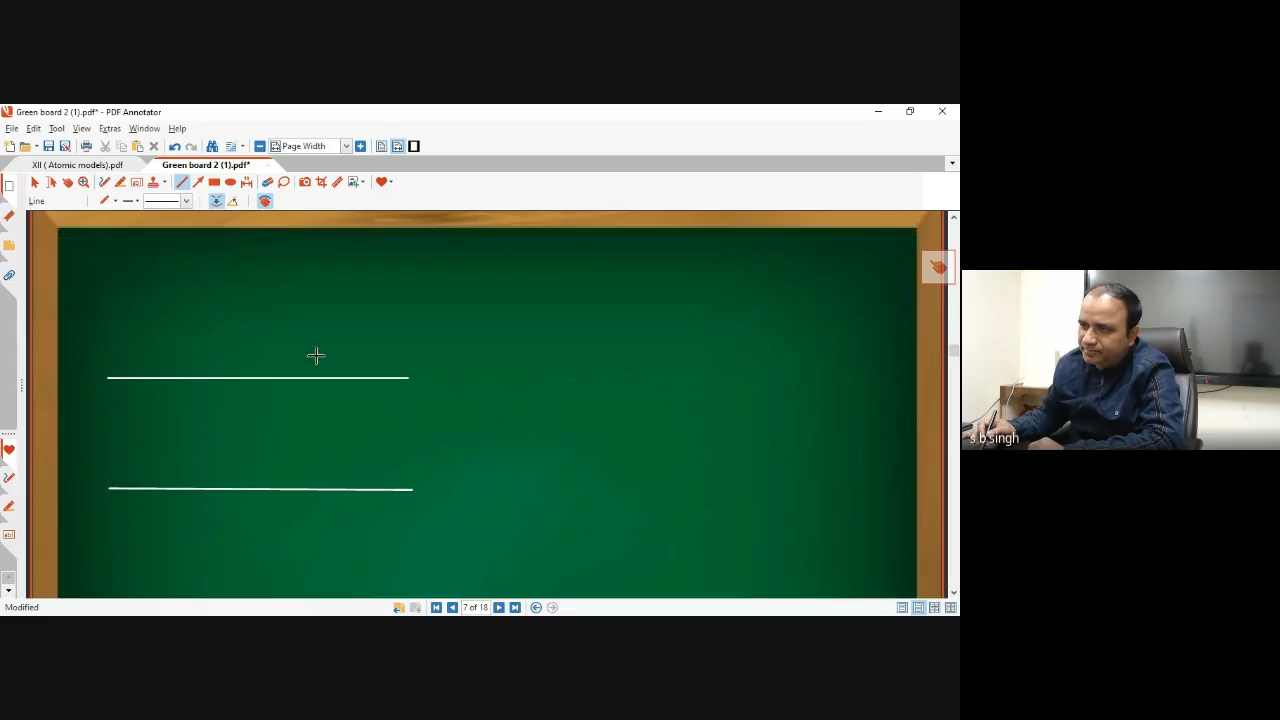 Green board 2 (1).pdf* - PDF Annotator
File Edit Tool View Extras Window Help
Page Width
XII ( Atomic models).pdf Green board 2 (1).pdf*
Line
s b singh
Modified 7 of 18